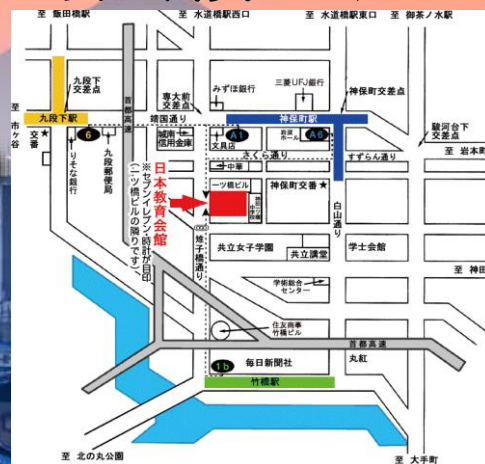 至 飯田橋駅
至 水道橋駅西口
至 水道橋駅東口
至 御茶ノ水駅
九段下
交差点
専大前
交差点
みずほ銀行
三菱UFJ銀行
神保町交差点
九段下駅
首都高速
靖国通り
神保町駅
駿河台下
交差点
至 市ヶ谷
交番★
6
城南
信用金庫
A1
文具店
岩波
ホール
A6
さくら通り
すずらん通り
至 岩本町
りそな銀行
九段郵便局
中華
一ツ橋ビル
神保町交番★
日本教育会館
※セブンイレブン・時計が目印
(一ツ橋ビルの隣りです)
白山通り
雉子橋通り
共立女子学園
共立講堂
学士会館
至 神田
学術総合
センター
住友商事
竹橋ビル
首都高速
丸紅
1b
毎日新聞社
竹橋駅
至 北の丸公園
至 大手町